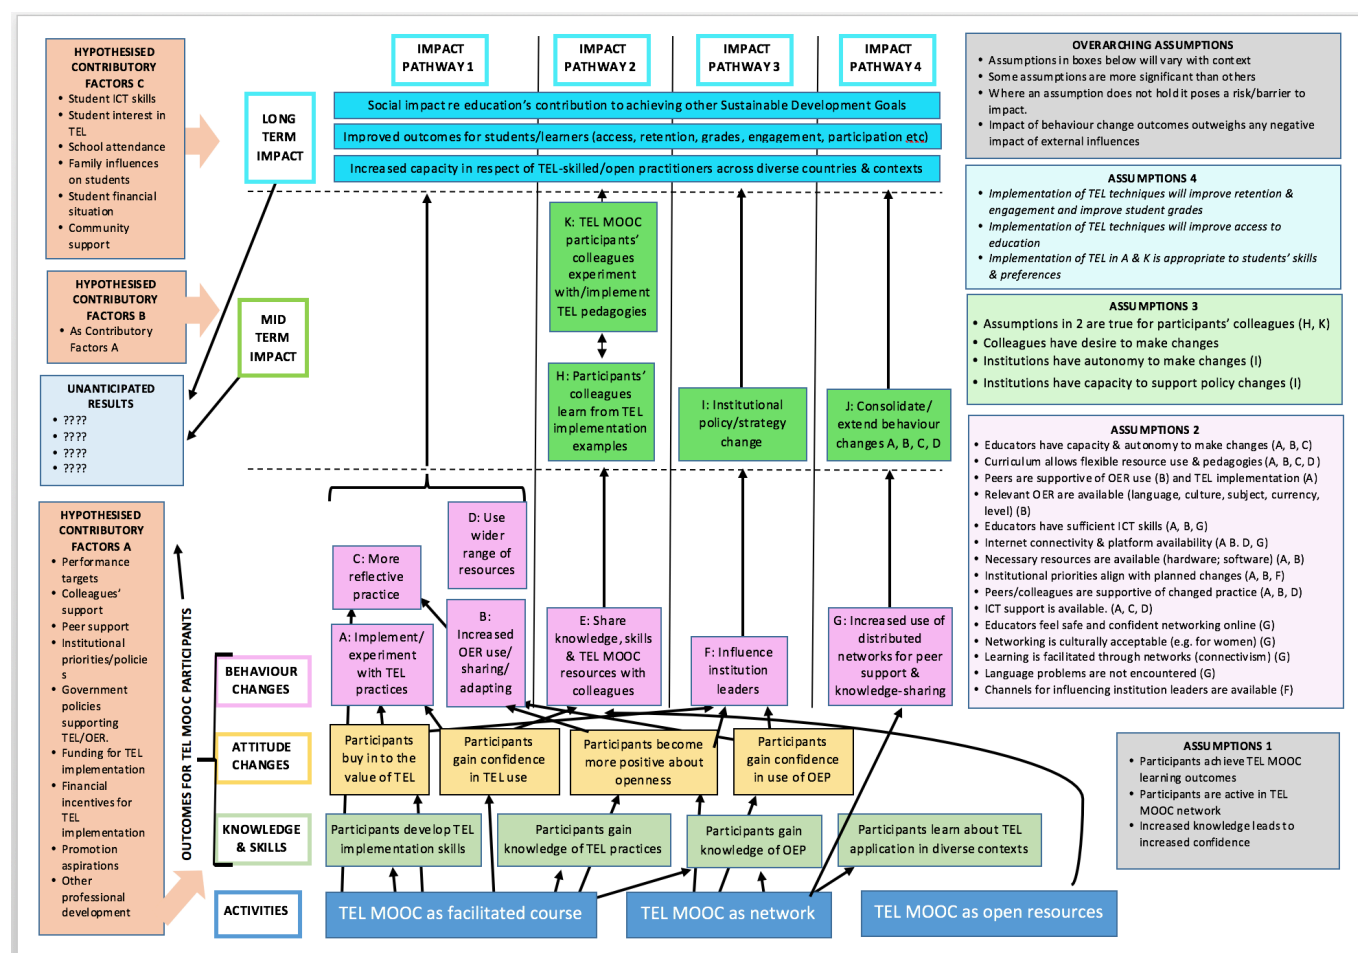 HYPOTHESISED
CONTRIBUTORY
FACTORS C
• Student ICT skills
• Student interest in
TEL
• School attendance
• Family influences
on students
• Student financial
situation
• Community
support
HYPOTHESISED
CONTRIBUTORY
FACTORS B
• As Contributory
Factors A
UNANTICIPATED
RESULTS
• ????
• ????
• ????
• ????
HYPOTHESISED
CONTRIBUTORY
FACTORS A
• Performance
targets
• Colleagues'
support
• Peer support
• Institutional
priorities/policie
s
• Government
policies
supporting
TEL/OER.
• Funding for TEL
implementation
• Financial
incentives for
TEL
implementation
• Promotion
aspirations
• Other
professional
development
LONG
TERM
IMPACT
MID
TERM
IMPACT
OUTCOMES FOR TEL MOOC PARTICIPANTS
BEHAVIOUR
CHANGES
ATTITUDE
CHANGES
KNOWLEDGE
& SKILLS
ACTIVITIES
IMPACT
PATHWAY 1
IMPACT
PATHWAY 2
IMPACT
PATHWAY 3
IMPACT
PATHWAY 4
Social impact re education's contribution to achieving other Sustainable Development Goals
Improved outcomes for students/learners (access, retention, grades, engagement, participation etc)
Increased capacity in respect of TEL-skilled/open practitioners across diverse countries & contexts
K: TEL MOOC
participants'
colleagues
experiment
with/implement
TEL pedagogies
H: Participants'
colleagues
learn from TEL
implementation
examples
I: Institutional
policy/strategy
change
J: Consolidate/
extend behaviour
changes A, B, C, D
D: Use
wider
range of
resources
C: More
reflective
practice
A: Implement/
experiment
with TEL
practices
B:
Increased
OER use/
sharing/
adapting
E: Share
knowledge, skills
& TEL MOOC
resources with
colleagues
F: Influence
institution
leaders
G: Increased use of
distributed
networks for peer
support &
knowledge-sharing
Participants
buy in to the
value of TEL
Participants
gain confidence
in TEL use
Participants become
more positive about
openness
Participants
gain confidence
in use of OEP
Participants develop TEL
implementation skills
Participants gain
knowledge of TEL practices
Participants gain
knowledge of OEP
Participants learn about TEL
application in diverse contexts
TEL MOOC as facilitated course
TEL MOOC as network
TEL MOOC as open resources
OVERARCHING ASSUMPTIONS
• Assumptions in boxes below will vary with context
• Some assumptions are more significant than others
• Where an assumption does not hold it poses a risk/barrier to
impact.
• Impact of behaviour change outcomes outweighs any negative
impact of external influences
ASSUMPTIONS 4
• Implementation of TEL techniques will improve retention &
engagement and improve student grades
• Implementation of TEL techniques will improve access to
education
• Implementation of TEL in A & K is appropriate to students' skills
& preferences
ASSUMPTIONS 3
• Assumptions in 2 are true for participants' colleagues (H, K)
• Colleagues have desire to make changes
• Institutions have autonomy to make changes (I)
• Institutions have capacity to support policy changes (I)
ASSUMPTIONS 2
• Educators have capacity & autonomy to make changes (A, B, C)
• Curriculum allows flexible resource use & pedagogies (A, B, C, D )
• Peers are supportive of OER use (B) and TEL implementation (A)
• Relevant OER are available (language, culture, subject, currency,
level) (B)
• Educators have sufficient ICT skills (A, B, G)
• Internet connectivity & platform availability (A B. D, G)
• Necessary resources are available (hardware; software) (A, B)
• Institutional priorities align with planned changes (A, B, F)
• Peers/colleagues are supportive of changed practice (A, B, D)
• ICT support is available. (A, C, D)
• Educators feel safe and confident networking online (G)
• Networking is culturally acceptable (e.g. for women) (G)
• Learning is facilitated through networks (connectivism) (G)
• Language problems are not encountered (G)
• Channels for influencing institution leaders are available (F)
ASSUMPTIONS 1
• Participants achieve TEL MOOC
learning outcomes
• Participants are active in TEL
MOOC network
• Increased knowledge leads to
increased confidence